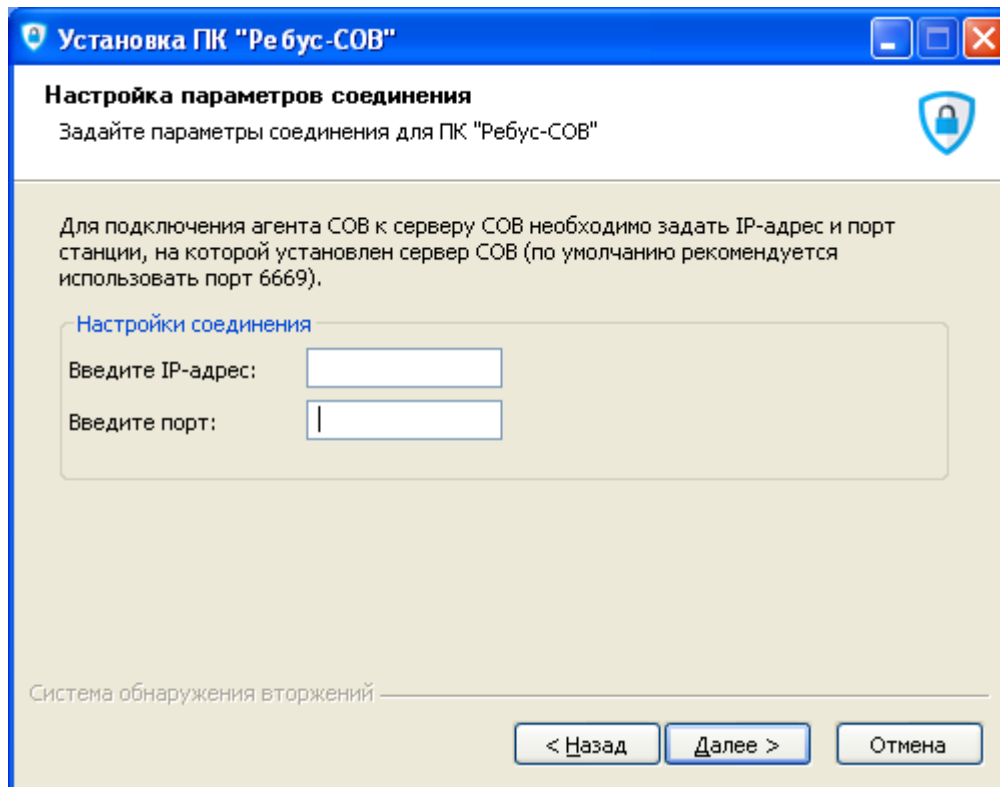 Установка ПК "Ребус-СОВ"
Настройка параметров соединения
Задайте параметры соединения для ПК "Ребус-СОВ"
Для подключения агента СОВ к серверу СОВ необходимо задать IP-адрес и порт
станции, на которой установлен сервер СОВ (по умолчанию рекомендуется
использовать порт 6669).
Настройки соединения
Введите IP-адрес:
Введите порт:
Система обнаружения вторжений
< Назад
Далее >
Отмена